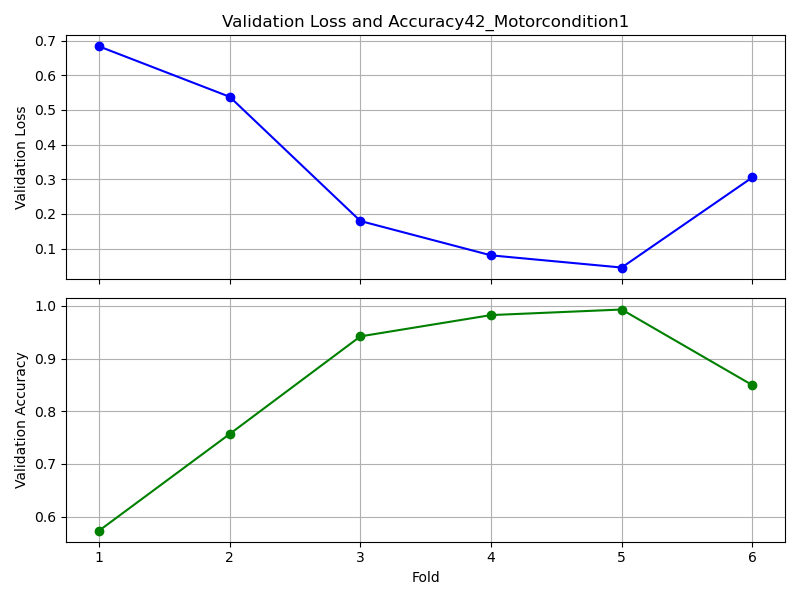 Validation Loss and Accuracy42_Motorcondition1
0.7
0.6
0.5
0.4
0.3
0.2
0.1
Validation Loss
1.0
0.9
0.8
0.7
0.6
Validation Accuracy
1 2 3 4 5 6
Fold